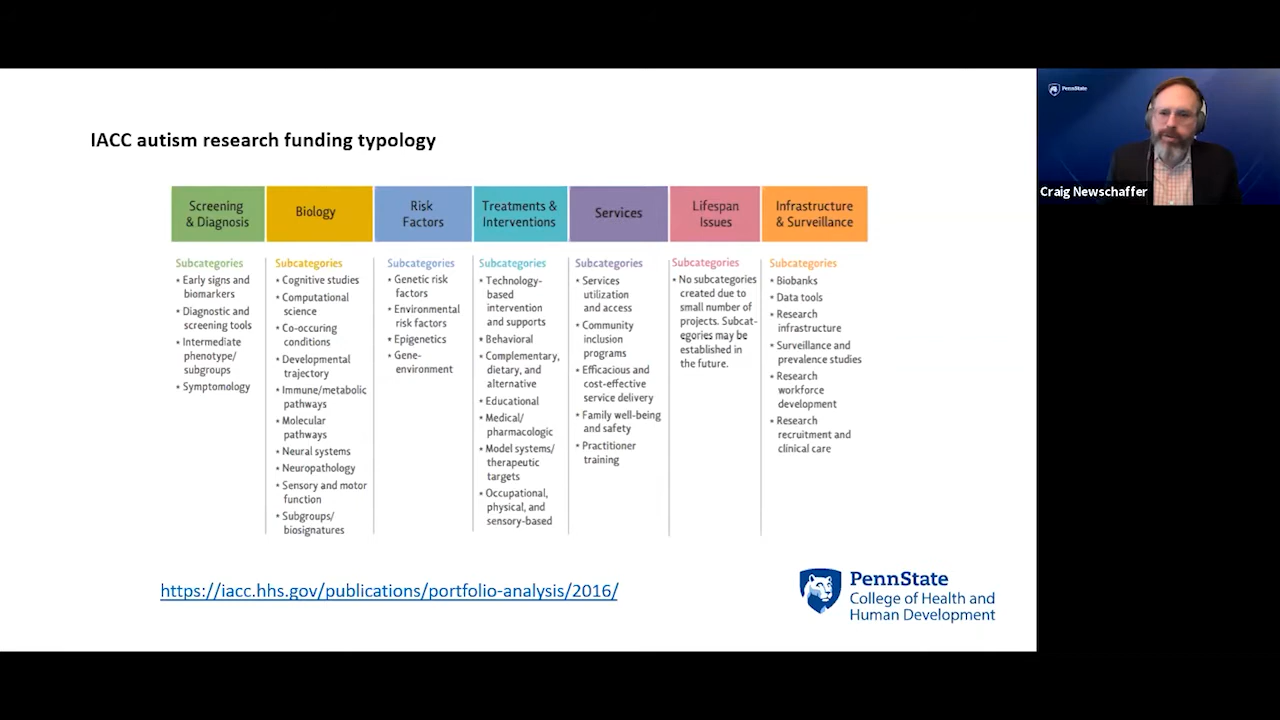 IACC autism research funding typology
Screening
& Diagnosis
Subcategories
• Early signs and
biomarkers
• Diagnostic and
screening tools
• Intermediate
phenotype/
subgroups
• Symptomology
Biology
Subcategories
• Cognitive studies
• Computational
science
• Co-occuring
conditions
• Developmental
trajectory
• Immune/metabolic
pathways
• Molecular
pathways
• Neural systems
• Neuropathology
• Sensory and motor
function
• Subgroups/
biosignatures
Risk
Factors
Subcategories
• Genetic risk
factors
• Environmental
risk factors
• Epigenetics
• Gene-
environment
Treatments &
Interventions
Subcategories
• Technology-
based
intervention
and supports
• Behavioral
• Complementary,
dietary, and
alternative
• Educational
• Medical/
pharmacologic
• Model systems/
therapeutic
targets
• Occupational,
physical, and
sensory-based
Services
Subcategories
• Services
utilization
and access
• Community
inclusion
programs
• Efficacious and
cost-effective
service delivery
• Family well-being
and safety
• Practitioner
training
Lifespan
Issues
Subcategories
• No subcategories
created due to
small number of
projects. Subcat-
egories may be
established in
the future.
Infrastructure
& Surveillance
Subcategories
• Biobanks
• Data tools
• Research
infrastructure
• Surveillance and
prevalence studies
• Research
workforce
development
• Research
recruitment and
clinical care
https://iacc.hhs.gov/publications/portfolio-analysis/2016/
PennState
College of Health and
Human Development
PennState
Craig Newschaffer